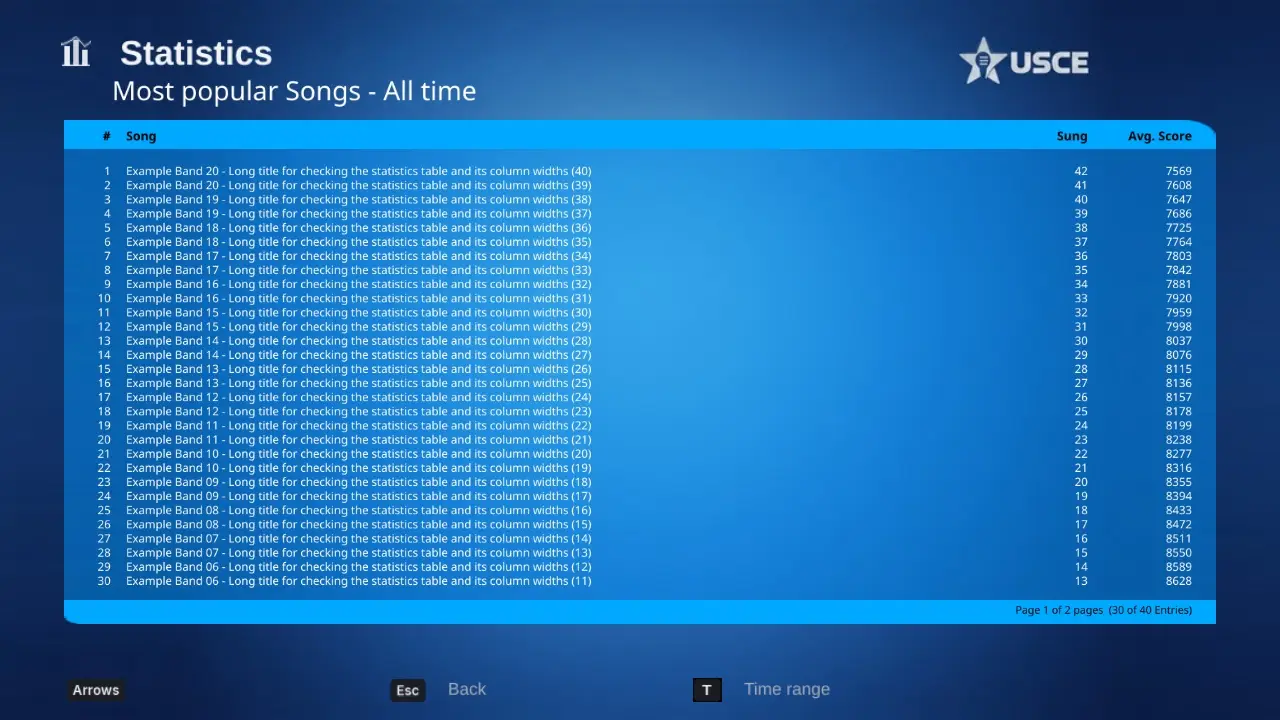 Statistics
USCE
Most popular Songs - All time
# Song Sung Avg. Score
1 Example Band 20 - Long title for checking the statistics table and its column widths (40) 42 7569
2 Example Band 20 - Long title for checking the statistics table and its column widths (39) 41 7608
3 Example Band 19 - Long title for checking the statistics table and its column widths (38) 40 7647
4 Example Band 19 - Long title for checking the statistics table and its column widths (37) 39 7686
5 Example Band 18 - Long title for checking the statistics table and its column widths (36) 38 7725
6 Example Band 18 - Long title for checking the statistics table and its column widths (35) 37 7764
7 Example Band 17 - Long title for checking the statistics table and its column widths (34) 36 7803
8 Example Band 17 - Long title for checking the statistics table and its column widths (33) 35 7842
9 Example Band 16 - Long title for checking the statistics table and its column widths (32) 34 7881
10 Example Band 16 - Long title for checking the statistics table and its column widths (31) 33 7920
11 Example Band 15 - Long title for checking the statistics table and its column widths (30) 32 7959
12 Example Band 15 - Long title for checking the statistics table and its column widths (29) 31 7998
13 Example Band 14 - Long title for checking the statistics table and its column widths (28) 30 8037
14 Example Band 14 - Long title for checking the statistics table and its column widths (27) 29 8076
15 Example Band 13 - Long title for checking the statistics table and its column widths (26) 28 8115
16 Example Band 13 - Long title for checking the statistics table and its column widths (25) 27 8136
17 Example Band 12 - Long title for checking the statistics table and its column widths (24) 26 8157
18 Example Band 12 - Long title for checking the statistics table and its column widths (23) 25 8178
19 Example Band 11 - Long title for checking the statistics table and its column widths (22) 24 8199
20 Example Band 11 - Long title for checking the statistics table and its column widths (21) 23 8238
21 Example Band 10 - Long title for checking the statistics table and its column widths (20) 22 8277
22 Example Band 10 - Long title for checking the statistics table and its column widths (19) 21 8316
23 Example Band 09 - Long title for checking the statistics table and its column widths (18) 20 8355
24 Example Band 09 - Long title for checking the statistics table and its column widths (17) 19 8394
25 Example Band 08 - Long title for checking the statistics table and its column widths (16) 18 8433
26 Example Band 08 - Long title for checking the statistics table and its column widths (15) 17 8472
27 Example Band 07 - Long title for checking the statistics table and its column widths (14) 16 8511
28 Example Band 07 - Long title for checking the statistics table and its column widths (13) 15 8550
29 Example Band 06 - Long title for checking the statistics table and its column widths (12) 14 8589
30 Example Band 06 - Long title for checking the statistics table and its column widths (11) 13 8628
Page 1 of 2 pages (30 of 40 Entries)
Arrows Esc Back T Time range